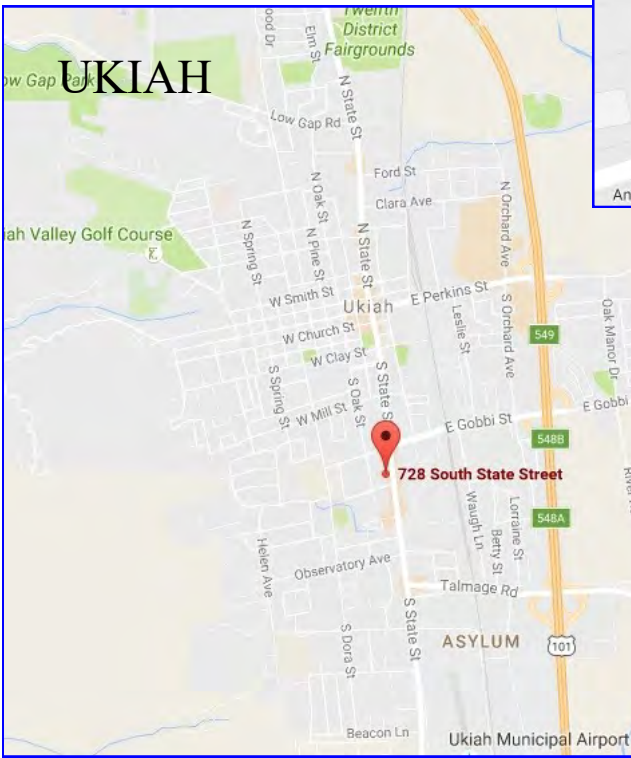 Twelfth
District
Fairgrounds
ood Dr
Elm St
ow Gap Park
UKIAH
N State St
Low Gap Rd
Ford St
Clara Ave
N Oak St
N Orchard Ave
An
iah Valley Golf Course
N Spring St
N Pine St
N State St
W Smith St
Ukiah
E Perkins St
W Church St
Leslie St
S Orchard Ave
549
Oak Manor Dr
W Clay St
S Spring St
S Oak St
S State S
W Mill St
E Gobbi St
E Gobbi
548B
728 South State Street
Waugh Ln
Lorraine St
Betty St
548A
Helen Ave
Observatory Ave
Talmage Rd
S State St
ASYLUM
101
S Dora St
Beacon Ln
Ukiah Municipal Airport